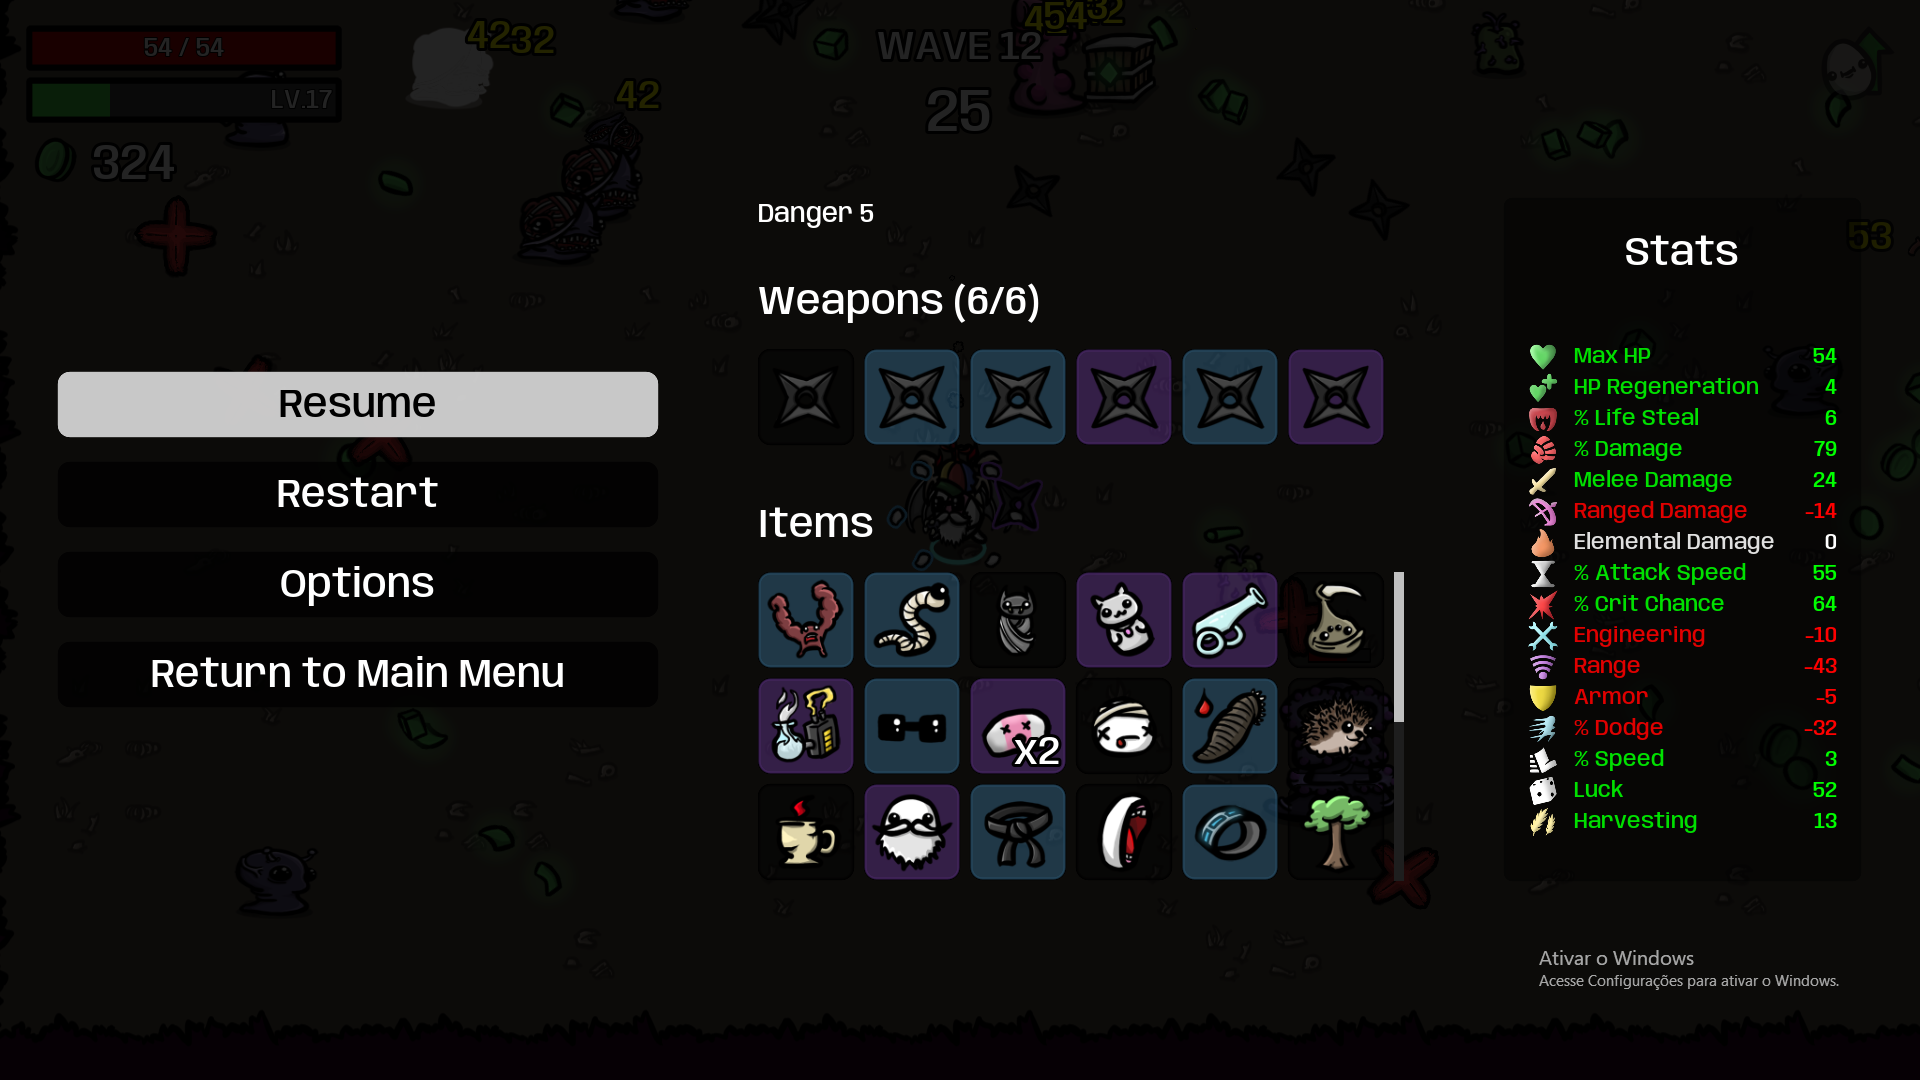 54 / 54
LV.17
324
4232
42
WAVE 12
25
45432
53
Danger 5
Weapons (6/6)
Resume
Restart
Options
Return to Main Menu
Items
X2
Stats
Max HP 54
HP Regeneration 4
% Life Steal 6
% Damage 79
Melee Damage 24
Ranged Damage -14
Elemental Damage 0
% Attack Speed 55
% Crit Chance 64
Engineering -10
Range -43
Armor -5
% Dodge -32
% Speed 3
Luck 52
Harvesting 13
Ativar o Windows
Acesse Configurações para ativar o Windows.